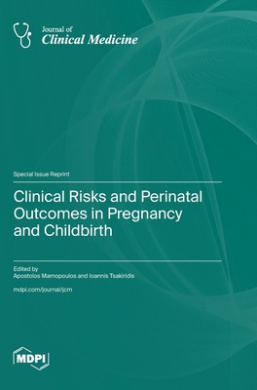 Journal of
Clinical Medicine
Special Issue Reprint
Clinical Risks and Perinatal
Outcomes in Pregnancy
and Childbirth
Edited by
Apostolos Mamopoulos and Ioannis Tsakiridis
mdpi.com/journal/jcm
MDPI